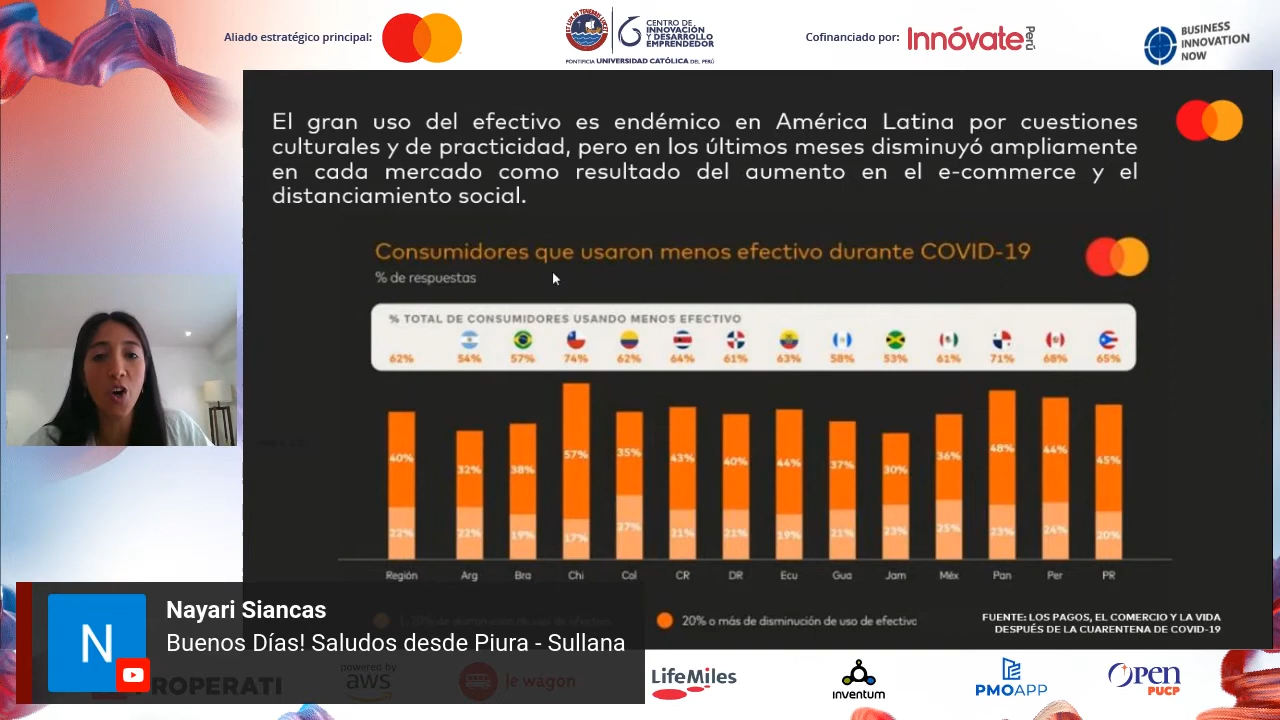 Aliado estratégico principal:
CENTRO DE
INNOVACIÓN
Y DESARROLLO
EMPRENDEDOR
PONTIFICIA UNIVERSIDAD CATÓLICA DEL PERÚ
Cofinanciado por:
Innóvate Perú
BUSINESS
INNOVATION
NOW
El gran uso del efectivo es endémico en América Latina por cuestiones
culturales y de practicidad, pero en los últimos meses disminuyó ampliamente
en cada mercado como resultado del aumento en el e-commerce y el
distanciamiento social.
Consumidores que usaron menos efectivo durante COVID-19
% de respuestas
% TOTAL DE CONSUMIDORES USANDO MENOS EFECTIVO
62% 54% 57% 74% 62% 64% 61% 63% 58% 53% 61% 71% 68% 65%
40% 32% 38% 57% 35% 43% 40% 44% 37% 30% 36% 48% 44% 45%
22% 22% 19% 17% 27% 21% 21% 19% 21% 23% 25% 23% 24% 20%
Región Arg Bra Chi Col CR DR Ecu Gua Jam Méx Pan Per PR
20% o más de disminución de uso de efectivo
FUENTE: LOS PAGOS, EL COMERCIO Y LA VIDA
DESPUÉS DE LA CUARENTENA DE COVID-19
N
Nayari Siancas
Buenos Días! Saludos desde Piura - Sullana
PROPERATI
powered by
aws
le wagon
LifeMiles
INVENTUM
PMOAPP
OPEN
PUCP